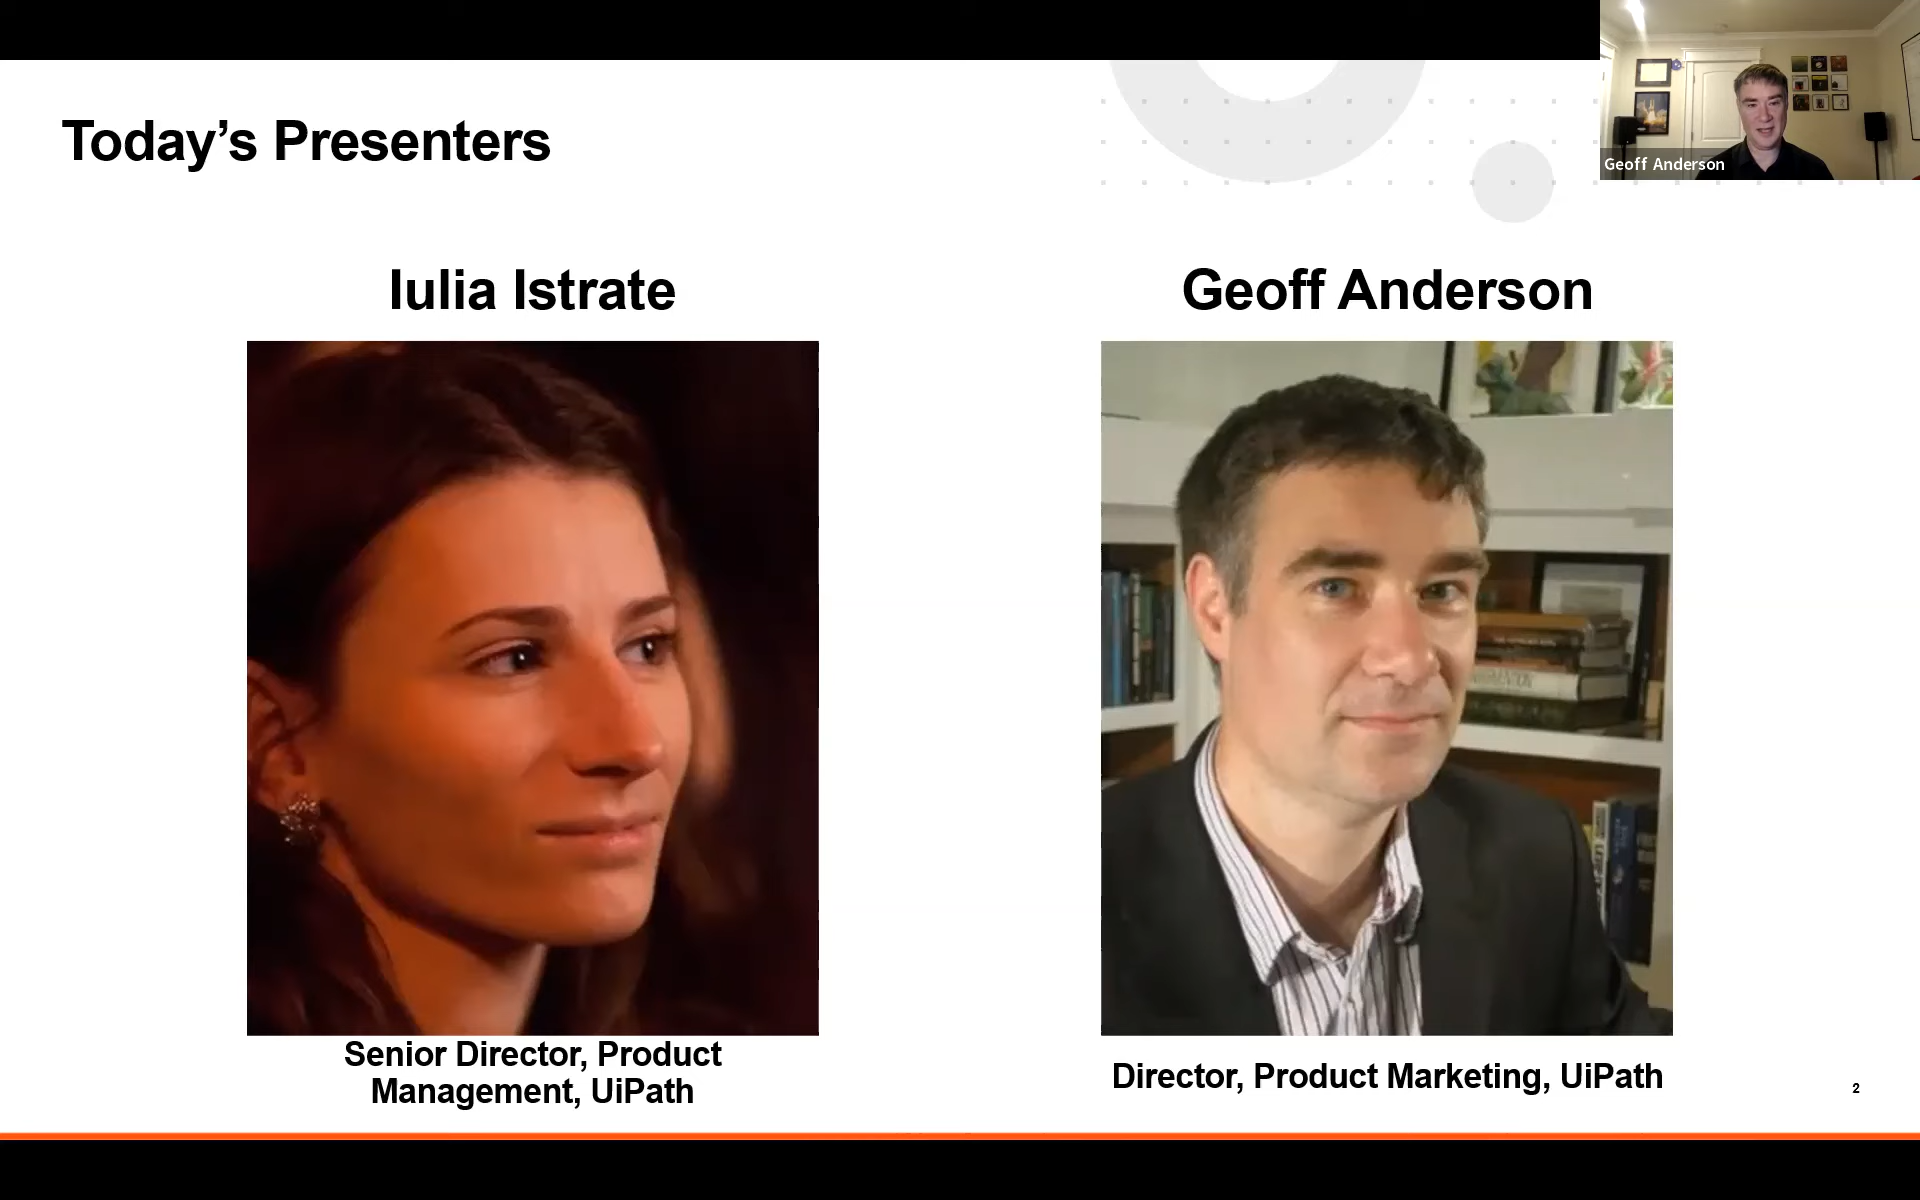 Today’s Presenters
Geoff Anderson
Iulia Istrate
Geoff Anderson
Senior Director, Product
Management, UiPath
Director, Product Marketing, UiPath
2